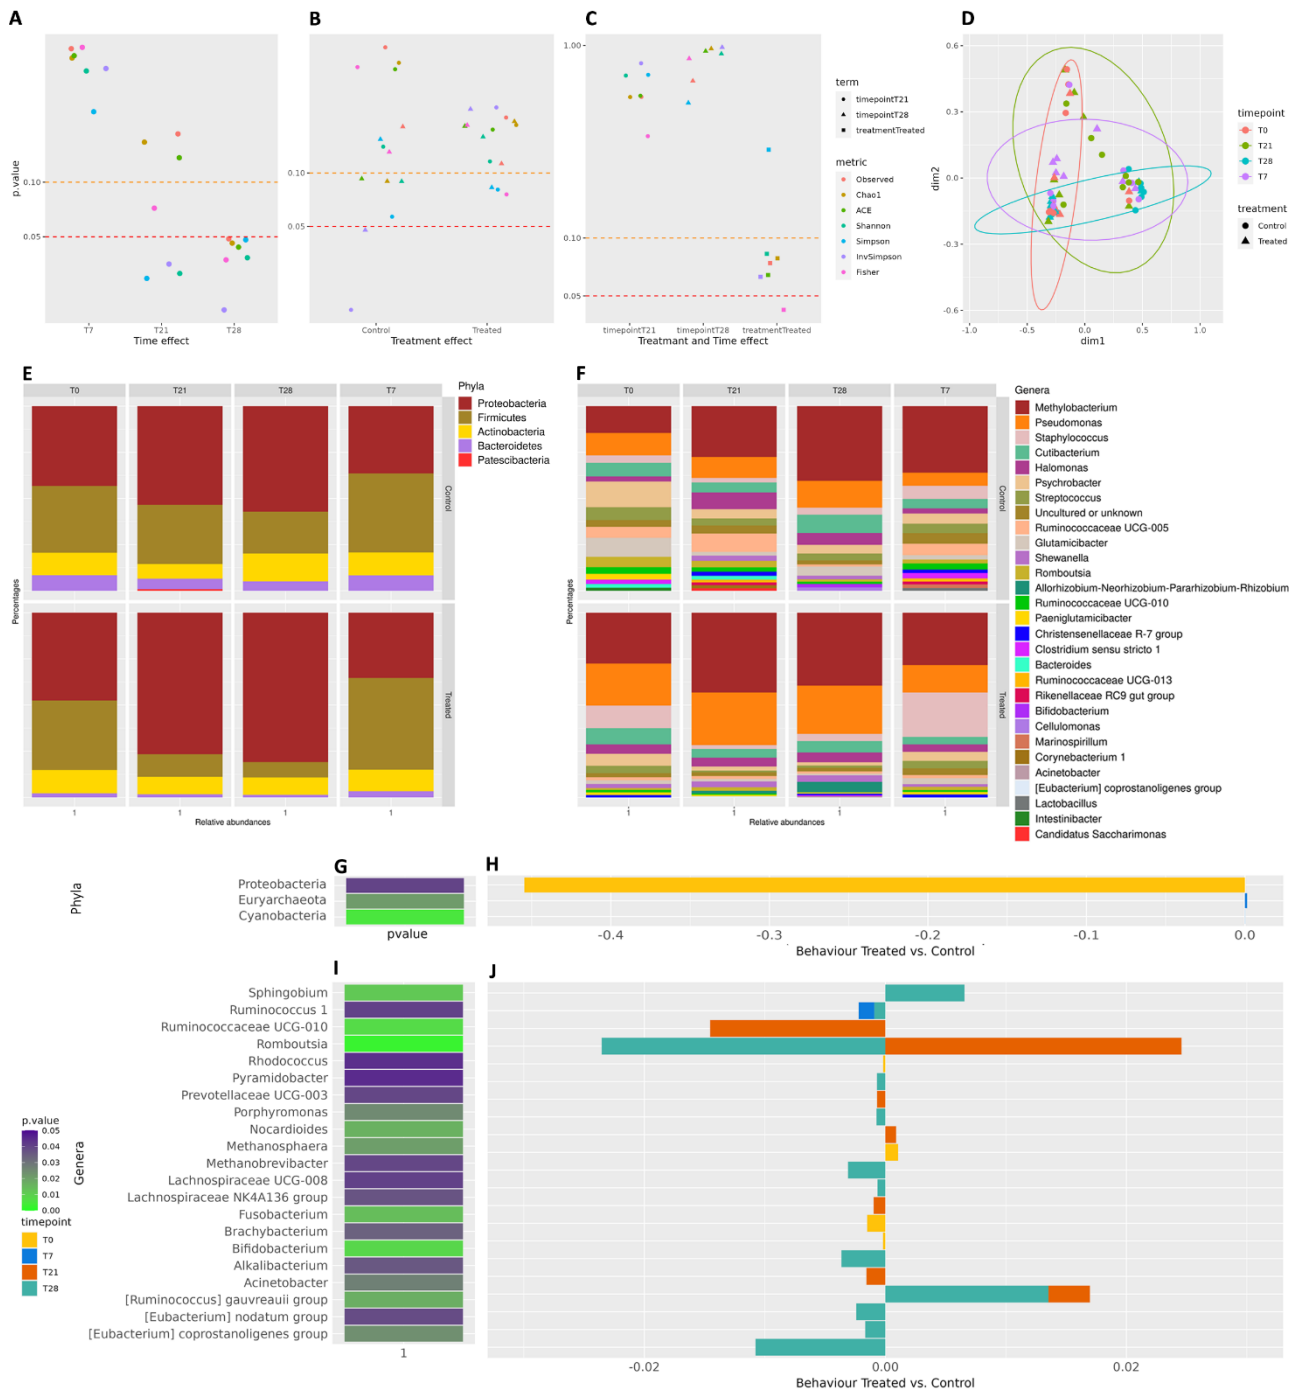 A
B
C
D
p.value
0.10
0.05
T7
T21
T28
Time effect
0.10
0.05
Control
Treated
Treatment effect
1.00
0.10
0.05
timepointT21
timepointT28
treatmentTreated
Treatmant and Time effect
term
timepointT21
timepointT28
treatmentTreated
metric
Observed
Chao1
ACE
Shannon
Simpson
InvSimpson
Fisher
dim2
0.6
0.3
0.0
-0.3
-0.6
-1.0
-0.5
0.0
0.5
1.0
dim1
timepoint
T0
T21
T28
T7
treatment
Control
Treated
E
T0
T21
T28
T7
Control
Treated
Percentages
1
1
1
1
Relative abundances
Phyla
Proteobacteria
Firmicutes
Actinobacteria
Bacteroidetes
Patescibacteria
F
T0
T21
T28
T7
Control
Treated
Percentages
1
1
1
1
Relative abundances
Genera
Methylobacterium
Pseudomonas
Staphylococcus
Cutibacterium
Halomonas
Psychrobacter
Streptococcus
Uncultured or unknown
Ruminococcaceae UCG-005
Glutamicibacter
Shewanella
Romboutsia
Allorhizobium-Neorhizobium-Pararhizobium-Rhizobium
Ruminococcaceae UCG-010
Paeniglutamicibacter
Christensenellaceae R-7 group
Clostridium sensu stricto 1
Bacteroides
Ruminococcaceae UCG-013
Rikenellaceae RC9 gut group
Bifidobacterium
Cellulomonas
Marinospirillum
Corynebacterium 1
Acinetobacter
[Eubacterium] coprostanoligenes group
Lactobacillus
Intestinibacter
Candidatus Saccharimonas
G
H
Phyla
Proteobacteria
Euryarchaeota
Cyanobacteria
pvalue
-0.4
-0.3
-0.2
-0.1
0.0
Behaviour Treated vs. Control
I
J
Genera
Sphingobium
Ruminococcus 1
Ruminococcaceae UCG-010
Romboutsia
Rhodococcus
Pyramidobacter
Prevotellaceae UCG-003
Porphyromonas
Nocardioides
Methanosphaera
Methanobrevibacter
Lachnospiraceae UCG-008
Lachnospiraceae NK4A136 group
Fusobacterium
Brachybacterium
Bifidobacterium
Alkalibacterium
Acinetobacter
[Ruminococcus] gauvreauii group
[Eubacterium] nodatum group
[Eubacterium] coprostanoligenes group
1
-0.02
0.00
0.02
Behaviour Treated vs. Control
p.value
0.05
0.04
0.03
0.02
0.01
0.00
timepoint
T0
T7
T21
T28